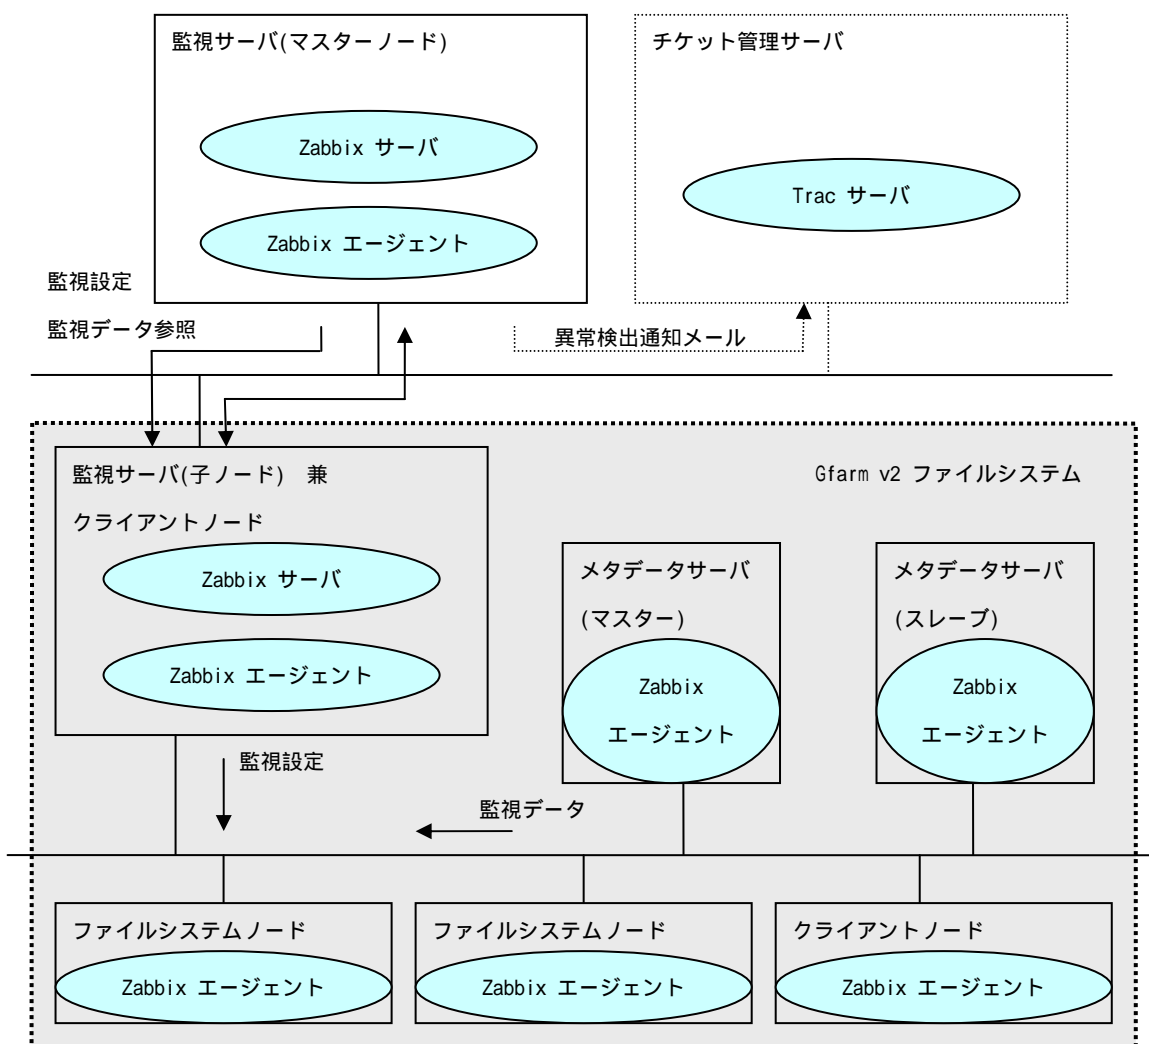 監視サーバ(マスターノード)
Zabbix サーバ
Zabbix エージェント
チケット管理サーバ
Trac サーバ
監視設定
監視データ参照
異常検出通知メール
監視サーバ(子ノード) 兼
クライアントノード
Zabbix サーバ
Zabbix エージェント
Gfarm v2 ファイルシステム
メタデータサーバ
(マスター)
Zabbix
エージェント
メタデータサーバ
(スレーブ)
Zabbix
エージェント
監視設定
監視データ
ファイルシステムノード
Zabbix エージェント
ファイルシステムノード
Zabbix エージェント
クライアントノード
Zabbix エージェント